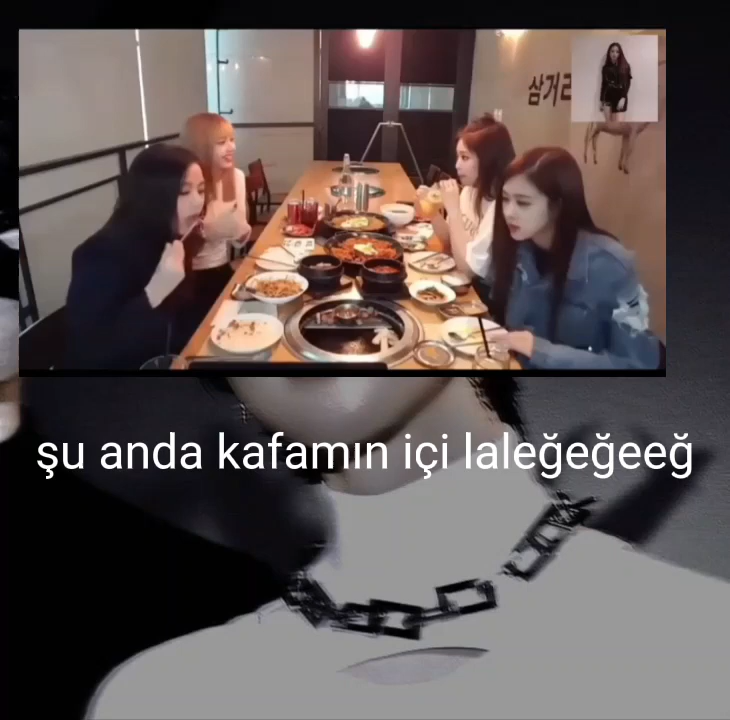 삼거리
şu anda kafamın içi laleğeğeeğ